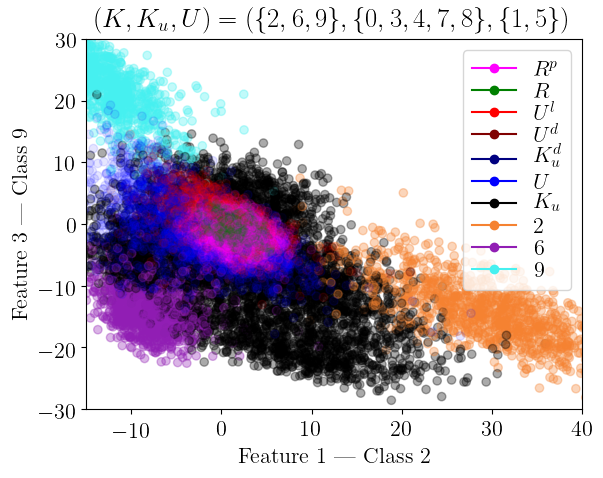 (K, K_u, U) = ({2, 6, 9}, {0, 3, 4, 7, 8}, {1, 5})
30
20
10
0
−10
−20
−30
Feature 3 — Class 9
R^p
R
U^l
U^d
K_u^d
U
K_u
2
6
9
−10
0
10
20
30
40
Feature 1 — Class 2